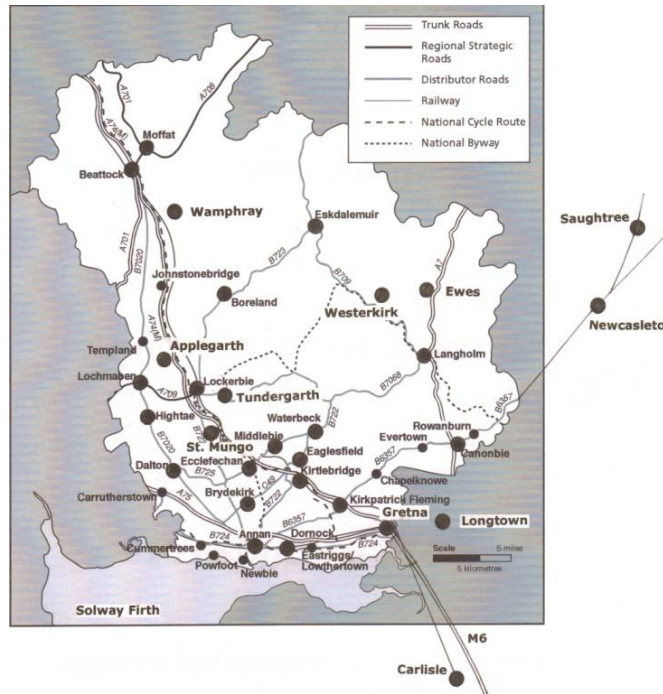 Trunk Roads
Regional Strategic
Roads
Distributor Roads
Railway
National Cycle Route
National Byway
A701
A708
A74(M)
Moffat
Beattock
Wamphray
Eskdalemuir
Saughtree
A701
B7020
B723
A7
Johnstonebridge
B709
Boreland
Westerkirk
Ewes
Newcasleto
A74(M)
Templand
Applegarth
Langholm
Lochmaben
Lockerbie
A709
Tundergarth
B7068
B6357
Hightae
Waterbeck
B722
Rowanburn
St. Mungo
Middlebie
Evertown
B7020
Eaglesfield
Canonbie
Dalton
Ecclefechan
B6357
B725
Kirtlebridge
Chapelknowe
Carrutherstown
A75
Brydekirk
C49
B722
Kirkpatrick Fleming
B6357
Gretna
Longtown
Annan
Dornock
B724
B724
Cummertrees
Eastriggs/
Lowthertown
Powfoot
Newbie
Scale
5 miles
5 kilometres
Solway Firth
M6
Carlisle